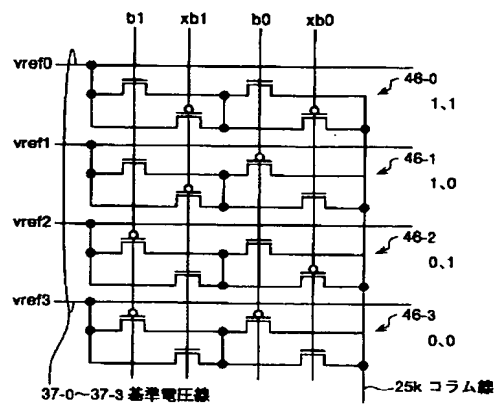 b1 xb1 b0 xb0
vref0
46-0
1、1
vref1
46-1
1、0
vref2
46-2
0、1
vref3
46-3
0、0
37-0～37-3 基準電圧線
25k コラム線